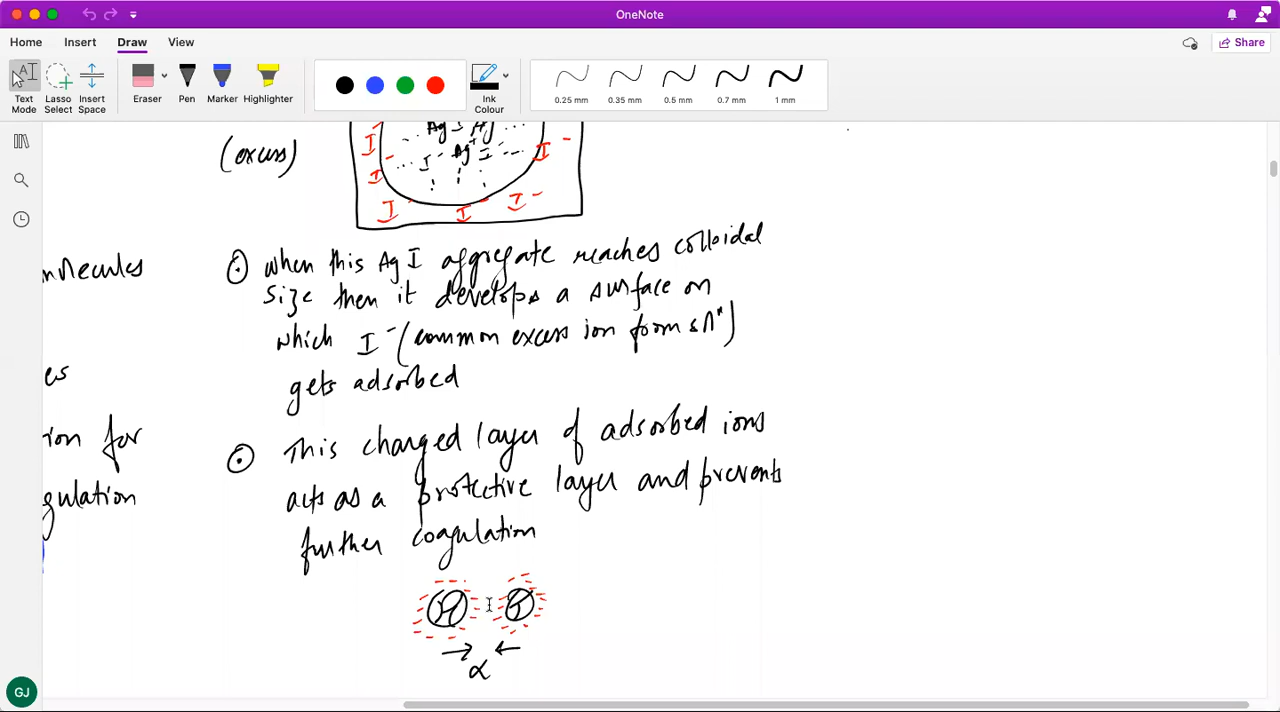 OneNote
Home Insert Draw View
Share
Text Mode
Lasso Select
Insert Space
Eraser
Pen
Marker
Highlighter
Ink Colour
0.25 mm
0.35 mm
0.5 mm
0.7 mm
1 mm
(excess)
Ag I Ag
I⁻ Ag⁺ I⁻
I⁻
I⁻
I⁻
I⁻ I⁻ I⁻
molecules
es
ion for
gulation
when this AgI aggregate reaches colloidal
size then it develops a surface on
which I⁻ (common excess ion from slⁿ)
gets adsorbed
This charged layer of adsorbed ions
acts as a protective layer and prevents
further coagulation
GJ